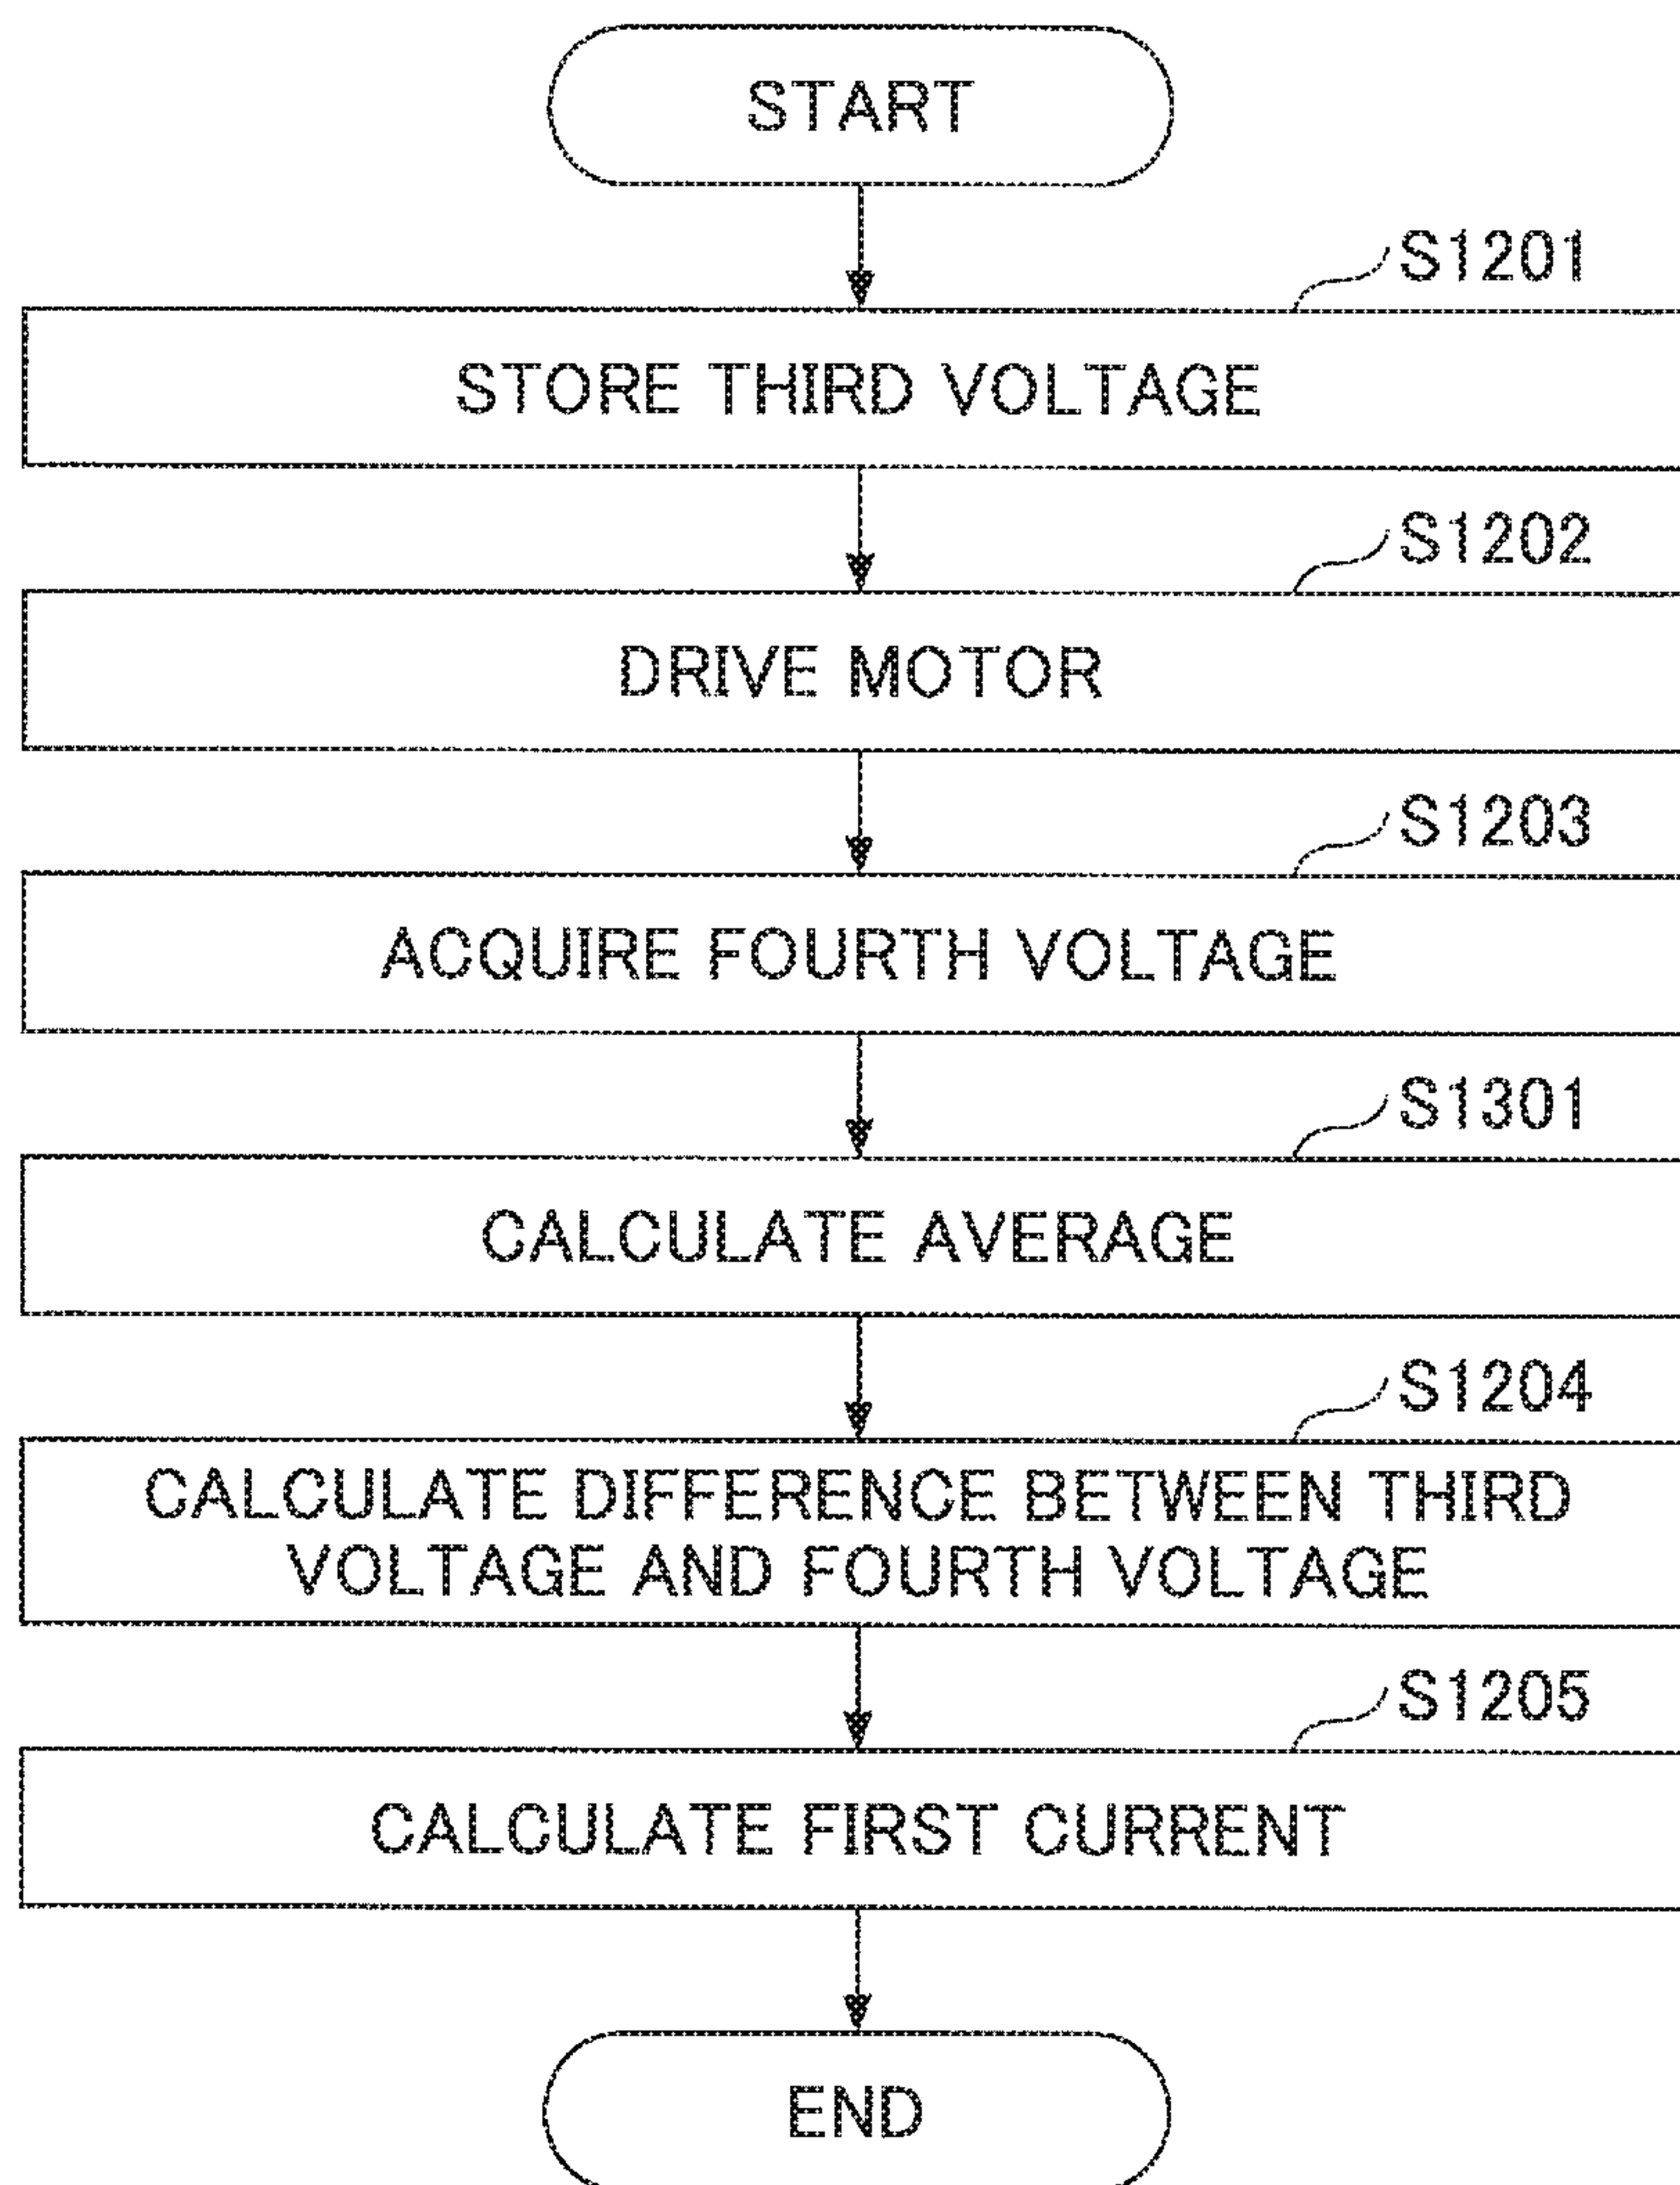 START
S1201
STORE THIRD VOLTAGE
S1202
DRIVE MOTOR
S1203
ACQUIRE FOURTH VOLTAGE
S1301
CALCULATE AVERAGE
S1204
CALCULATE DIFFERENCE BETWEEN THIRD
VOLTAGE AND FOURTH VOLTAGE
S1205
CALCULATE FIRST CURRENT
END